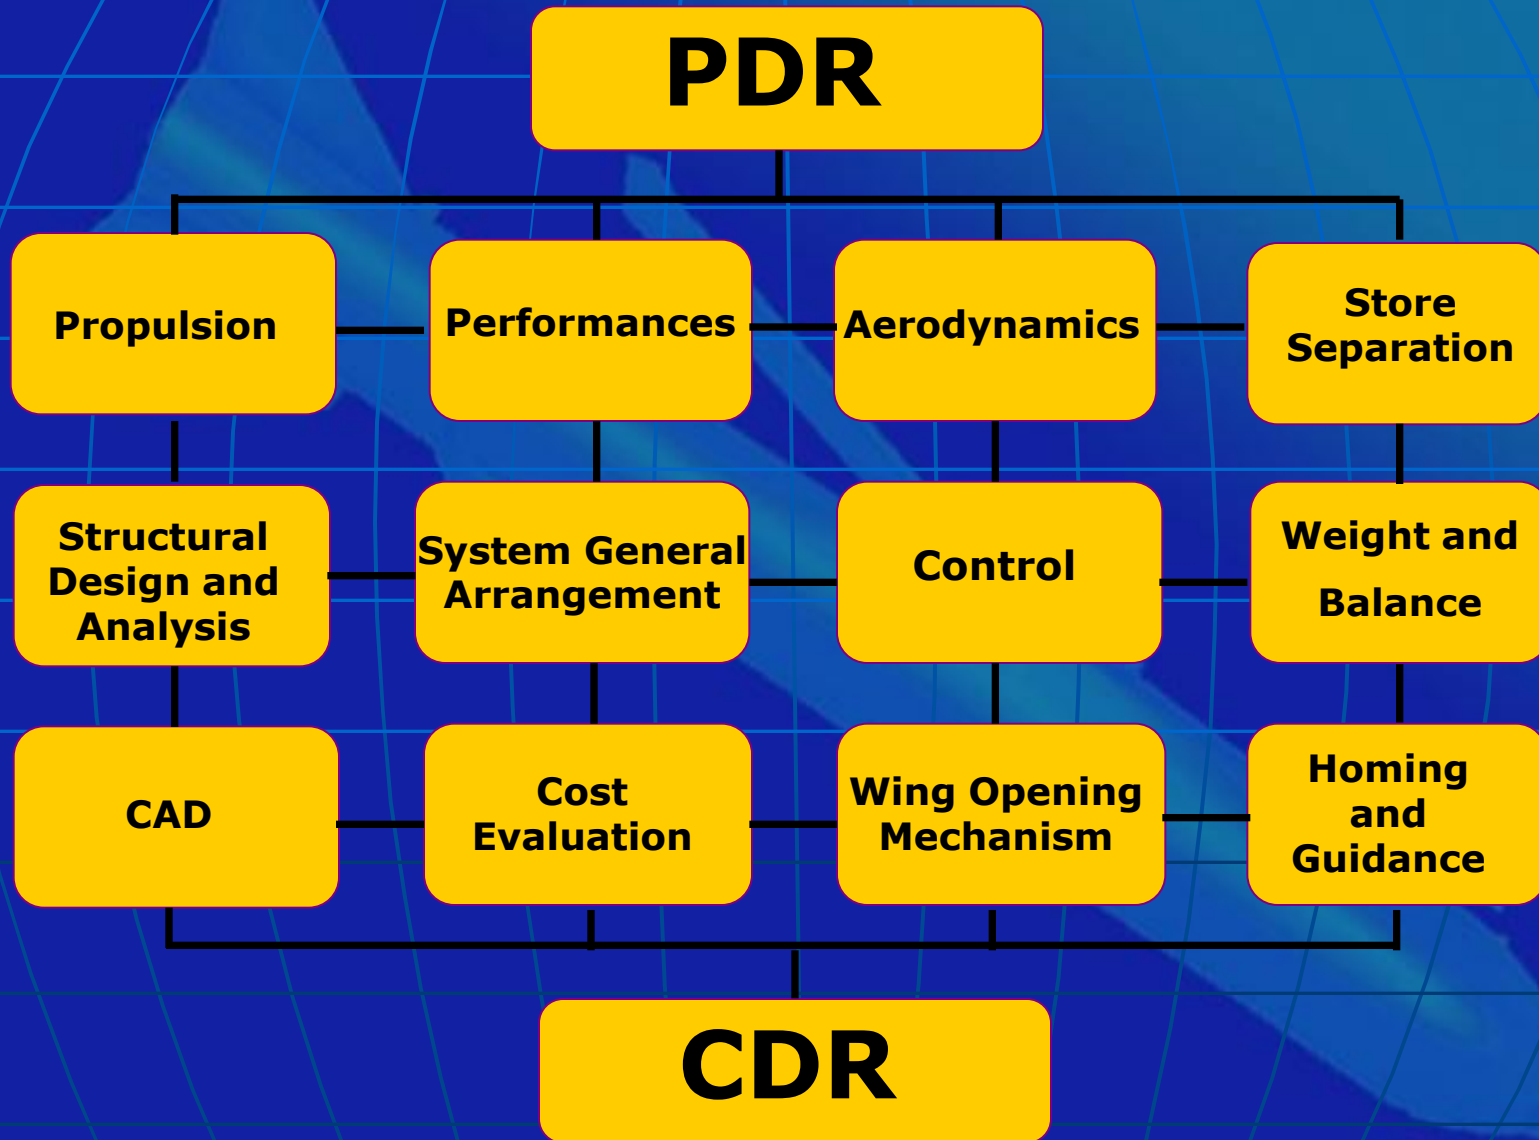 PDR
Propulsion
Performances
Aerodynamics
Store
Separation
Structural
Design and
Analysis
System General
Arrangement
Control
Weight and
Balance
CAD
Cost
Evaluation
Wing Opening
Mechanism
Homing
and
Guidance
CDR